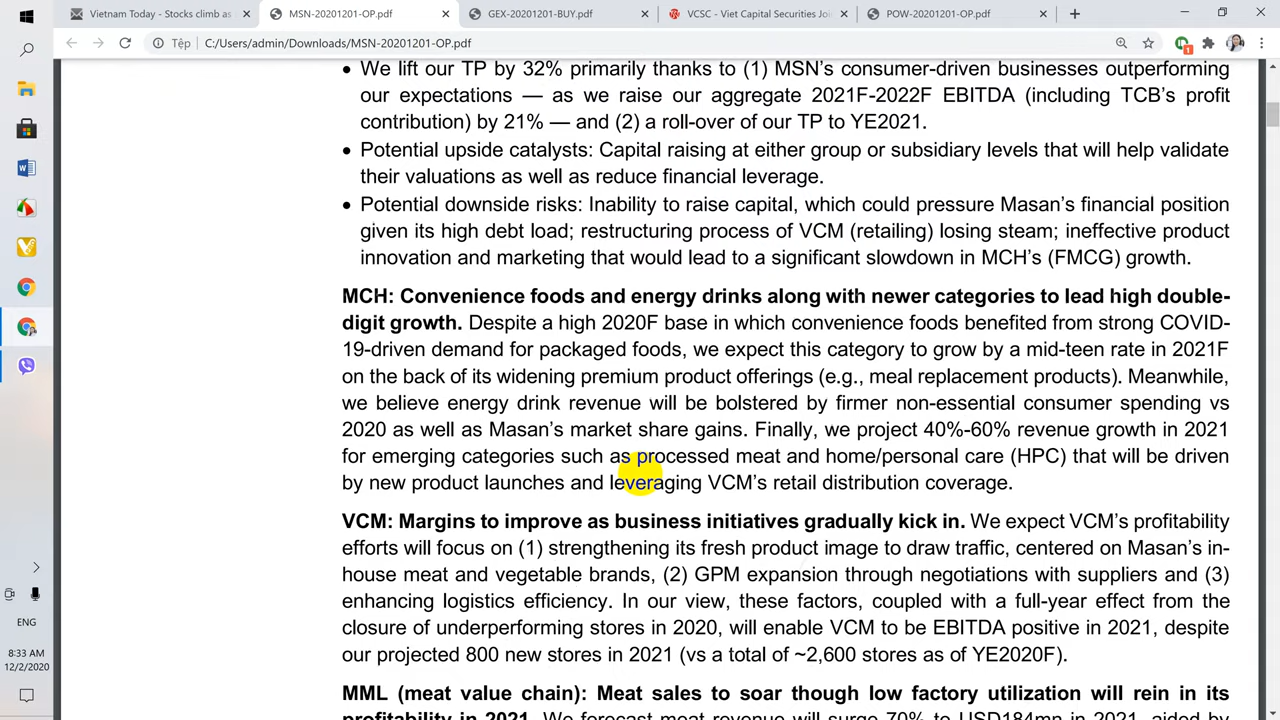 Vietnam Today - Stocks climb as
MSN-20201201-OP.pdf
GEX-20201201-BUY.pdf
VCSC - Viet Capital Securities Joi
POW-20201201-OP.pdf
Tệp
C:/Users/admin/Downloads/MSN-20201201-OP.pdf
• We lift our TP by 32% primarily thanks to (1) MSN's consumer-driven businesses outperforming
our expectations — as we raise our aggregate 2021F-2022F EBITDA (including TCB's profit
contribution) by 21% — and (2) a roll-over of our TP to YE2021.
• Potential upside catalysts: Capital raising at either group or subsidiary levels that will help validate
their valuations as well as reduce financial leverage.
• Potential downside risks: Inability to raise capital, which could pressure Masan's financial position
given its high debt load; restructuring process of VCM (retailing) losing steam; ineffective product
innovation and marketing that would lead to a significant slowdown in MCH's (FMCG) growth.
MCH: Convenience foods and energy drinks along with newer categories to lead high double-
digit growth. Despite a high 2020F base in which convenience foods benefited from strong COVID-
19-driven demand for packaged foods, we expect this category to grow by a mid-teen rate in 2021F
on the back of its widening premium product offerings (e.g., meal replacement products). Meanwhile,
we believe energy drink revenue will be bolstered by firmer non-essential consumer spending vs
2020 as well as Masan's market share gains. Finally, we project 40%-60% revenue growth in 2021
for emerging categories such as processed meat and home/personal care (HPC) that will be driven
by new product launches and leveraging VCM's retail distribution coverage.
VCM: Margins to improve as business initiatives gradually kick in. We expect VCM's profitability
efforts will focus on (1) strengthening its fresh product image to draw traffic, centered on Masan's in-
house meat and vegetable brands, (2) GPM expansion through negotiations with suppliers and (3)
enhancing logistics efficiency. In our view, these factors, coupled with a full-year effect from the
closure of underperforming stores in 2020, will enable VCM to be EBITDA positive in 2021, despite
our projected 800 new stores in 2021 (vs a total of ~2,600 stores as of YE2020F).
MML (meat value chain): Meat sales to soar though low factory utilization will rein in its
profitability in 2021. We forecast meat revenue will surge 70% to USD184mn in 2021, aided by
ENG
8:33 AM
12/2/2020